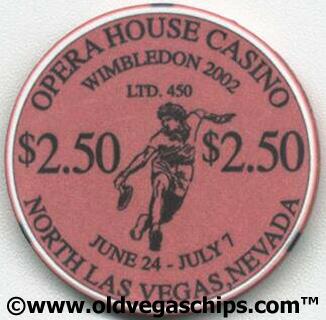 OPERA HOUSE CASINO
WIMBLEDON 2002
LTD. 450
$2.50 $2.50
JUNE 24 - JULY 7
NORTH LAS VEGAS, NEVADA
© www.oldvegaschips.com™